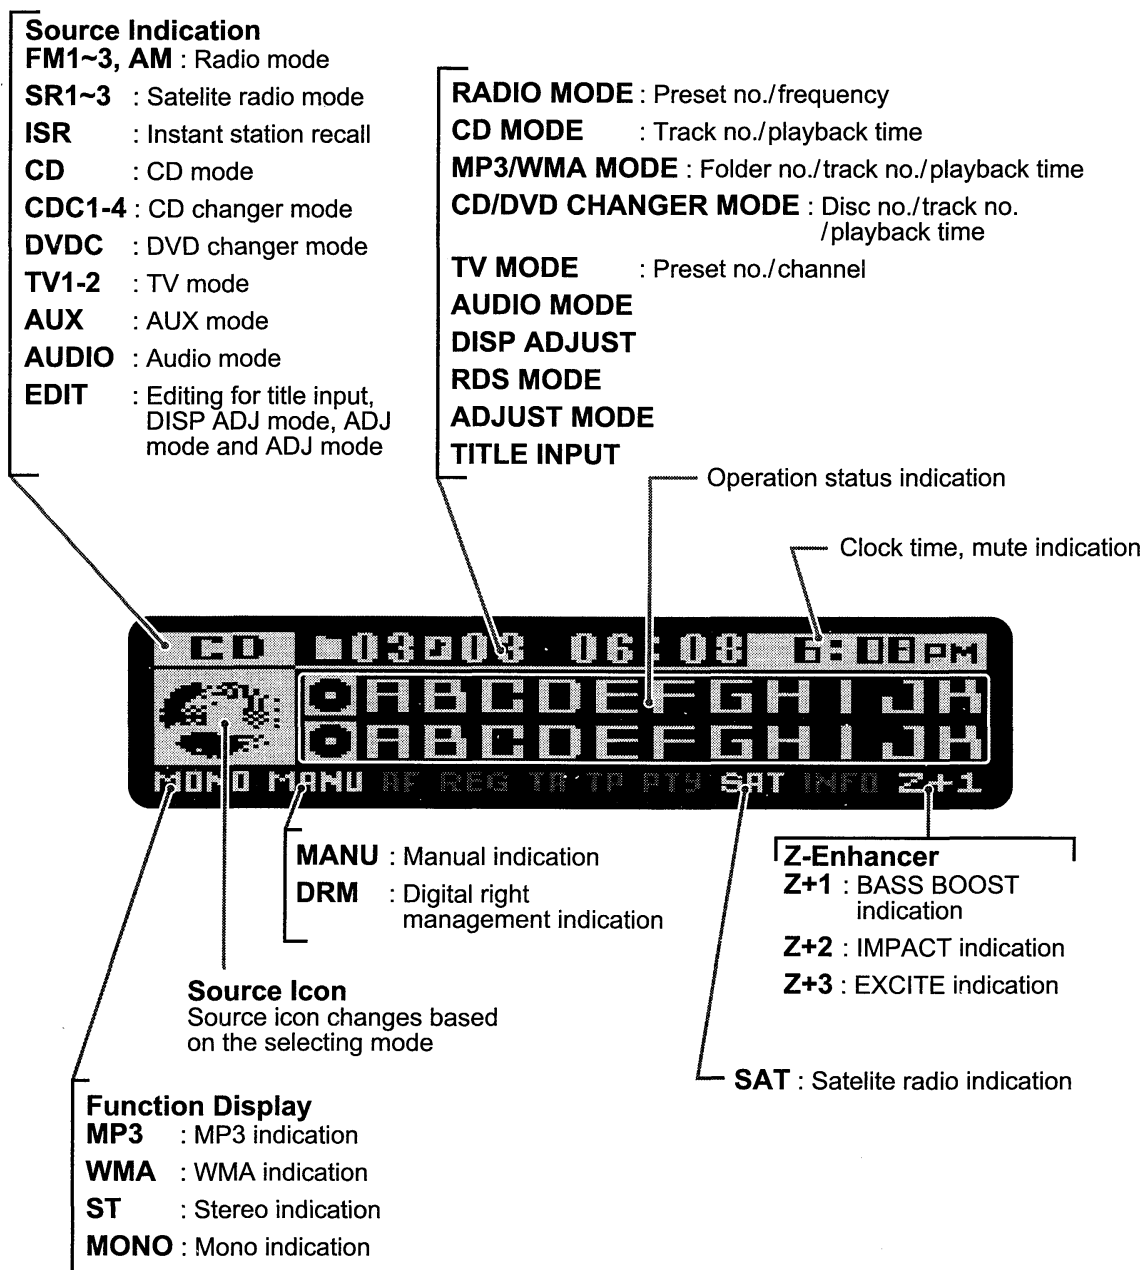 Source Indication
FM1~3, AM : Radio mode
SR1~3 : Satelite radio mode
ISR : Instant station recall
CD : CD mode
CDC1-4 : CD changer mode
DVDC : DVD changer mode
TV1-2 : TV mode
AUX : AUX mode
AUDIO : Audio mode
EDIT : Editing for title input,
DISP ADJ mode, ADJ
mode and ADJ mode
RADIO MODE : Preset no./frequency
CD MODE : Track no./playback time
MP3/WMA MODE : Folder no./track no./playback time
CD/DVD CHANGER MODE : Disc no./track no.
/playback time
TV MODE : Preset no./channel
AUDIO MODE
DISP ADJUST
RDS MODE
ADJUST MODE
TITLE INPUT
Operation status indication
Clock time, mute indication
CD 03 03 06:08 6:08PM
ABCDEFGHIJK
ABCDEFGHIJK
MONO MANU AF REG TA TP PTY SAT INFO Z+1
MANU : Manual indication
DRM : Digital right
management indication
Z-Enhancer
Z+1 : BASS BOOST
indication
Z+2 : IMPACT indication
Z+3 : EXCITE indication
Source Icon
Source icon changes based
on the selecting mode
SAT : Satelite radio indication
Function Display
MP3 : MP3 indication
WMA : WMA indication
ST : Stereo indication
MONO : Mono indication